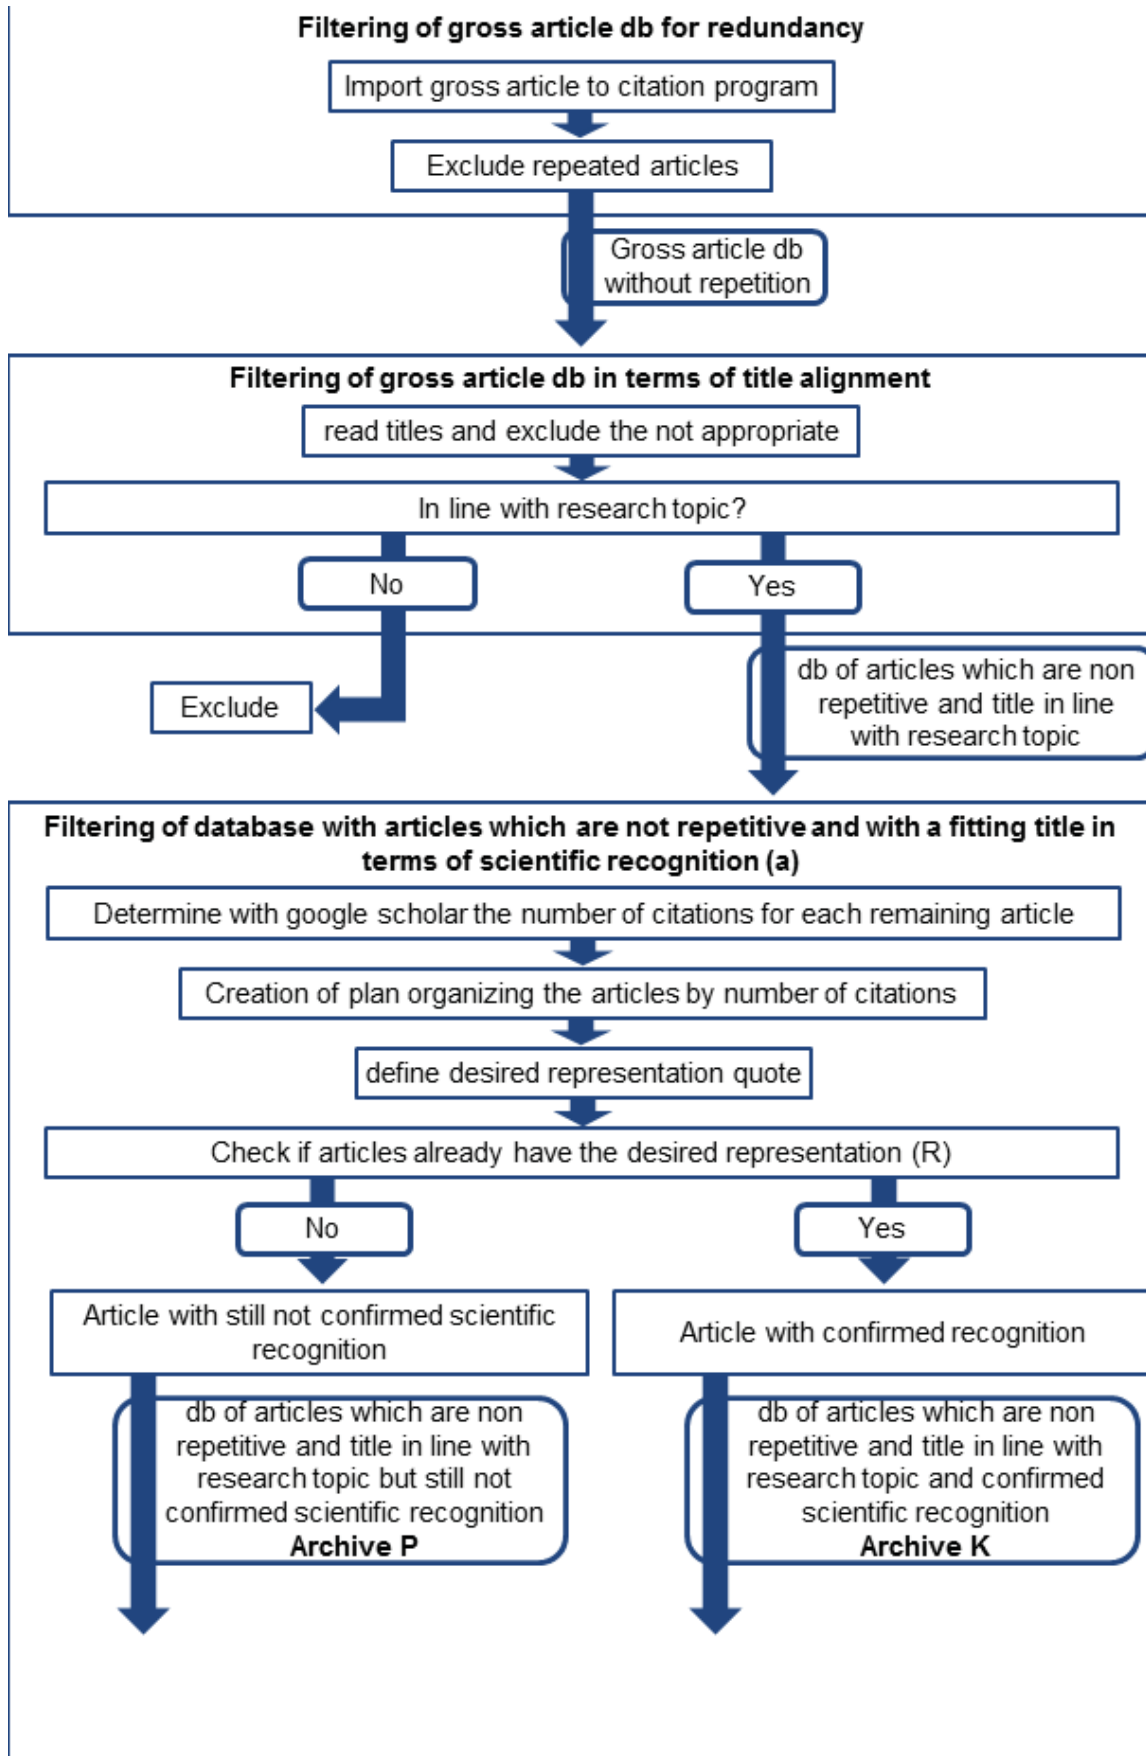 Filtering of gross article db for redundancy
Import gross article to citation program
Exclude repeated articles
Gross article db
without repetition
Filtering of gross article db in terms of title alignment
read titles and exclude the not appropriate
In line with research topic?
No
Yes
Exclude
db of articles which are non
repetitive and title in line
with research topic
Filtering of database with articles which are not repetitive and with a fitting title in
terms of scientific recognition (a)
Determine with google scholar the number of citations for each remaining article
Creation of plan organizing the articles by number of citations
define desired representation quote
Check if articles already have the desired representation (R)
No
Yes
Article with still not confirmed scientific
recognition
Article with confirmed recognition
db of articles which are non
repetitive and title in line with
research topic but still not
confirmed scientific recognition
Archive P
db of articles which are non
repetitive and title in line with
research topic and confirmed
scientific recognition
Archive K